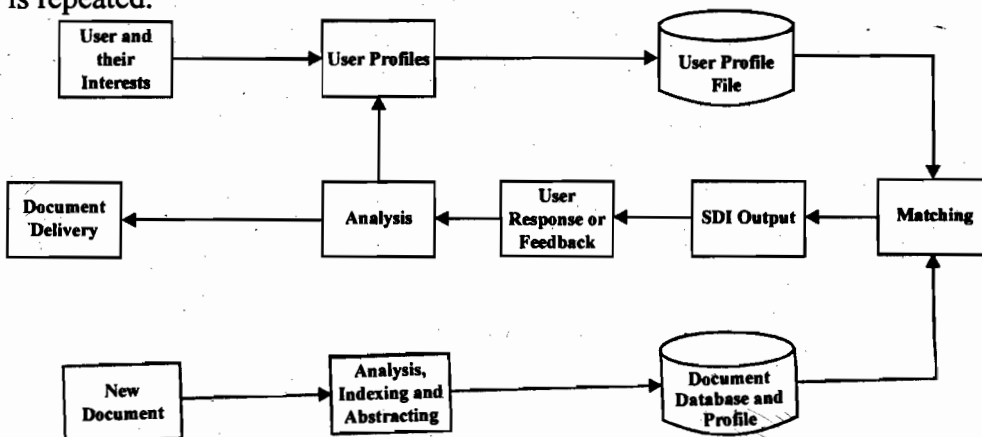 is repeated.
User and
their
Interests
User Profiles
User Profile
File
Document
Delivery
Analysis
User
Response or
Feedback
SDI Output
Matching
New
Document
Analysis,
Indexing and
Abstracting
Document
Database and
Profile